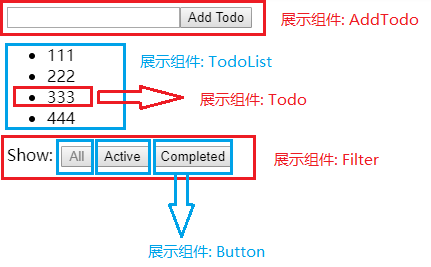 Add Todo 展示组件: AddTodo
111 展示组件: TodoList
222
333 展示组件: Todo
444
Show: All Active Completed 展示组件: Filter
展示组件: Button